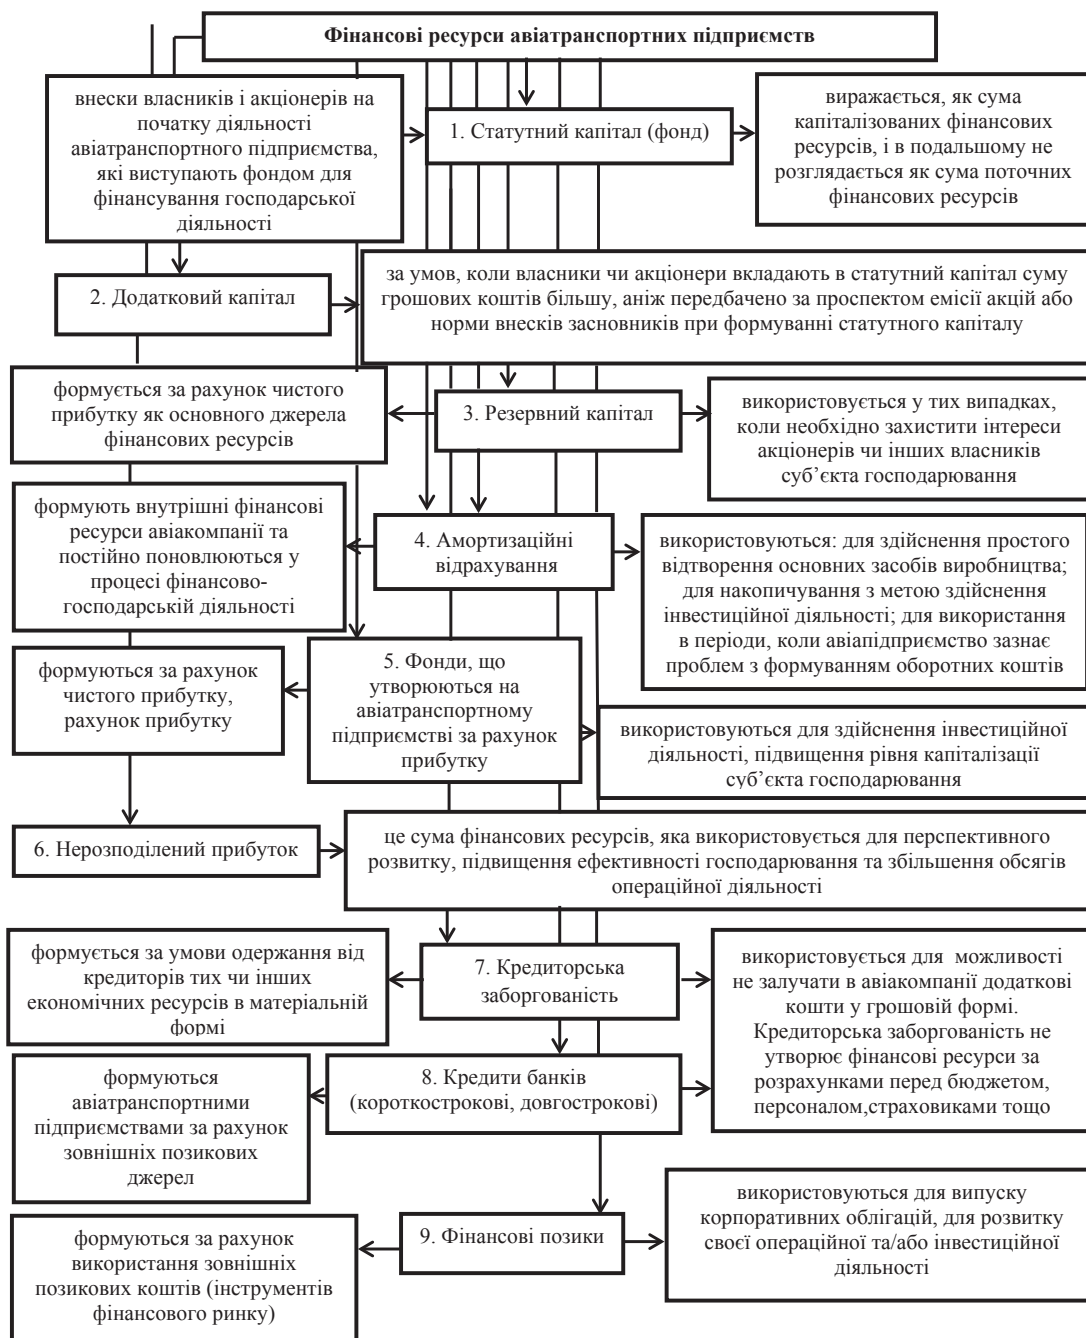 Фінансові ресурси авіатранспортних підприємств
внески власників і акціонерів на
початку діяльності
авіатранспортного підприємства,
які виступають фондом для
фінансування господарської
діяльності
1. Статутний капітал (фонд)
виражається, як сума
капіталізованих фінансових
ресурсів, і в подальшому не
розглядається як сума поточних
фінансових ресурсів
2. Додатковий капітал
за умов, коли власники чи акціонери вкладають в статутний капітал суму
грошових коштів більшу, аніж передбачено за проспектом емісії акцій або
норми внесків засновників при формуванні статутного капіталу
формується за рахунок чистого
прибутку як основного джерела
фінансових ресурсів
3. Резервний капітал
використовується у тих випадках,
коли необхідно захистити інтереси
акціонерів чи інших власників
суб’єкта господарювання
формують внутрішні фінансові
ресурси авіакомпанії та
постійно поновлюються у
процесі фінансово-
господарській діяльності
4. Амортизаційні
відрахування
використовуються: для здійснення простого
відтворення основних засобів виробництва;
для накопичування з метою здійснення
інвестиційної діяльності; для використання
в періоди, коли авіапідприємство зазнає
проблем з формуванням оборотних коштів
формуються за рахунок
чистого прибутку,
рахунок прибутку
5. Фонди, що
утворюються на
авіатранспортному
підприємстві за рахунок
прибутку
використовуються для здійснення інвестиційної
діяльності, підвищення рівня капіталізації
суб’єкта господарювання
6. Нерозподілений прибуток
це сума фінансових ресурсів, яка використовується для перспективного
розвитку, підвищення ефективності господарювання та збільшення обсягів
операційної діяльності
формується за умови одержання від
кредиторів тих чи інших
економічних ресурсів в матеріальній
формі
7. Кредиторська
заборгованість
використовується для можливості
не залучати в авіакомпанії додаткові
кошти у грошовій формі.
Кредиторська заборгованість не
утворює фінансові ресурси за
розрахунками перед бюджетом,
персоналом,страховиками тощо
формуються
авіатранспортними
підприємствами за рахунок
зовнішніх позикових
джерел
8. Кредити банків
(короткострокові, довгострокові)
формуються за рахунок
використання зовнішніх
позикових коштів (інструментів
фінансового ринку)
9. Фінансові позики
використовуються для випуску
корпоративних облігацій, для розвитку
своєї операційної та/або інвестиційної
діяльності